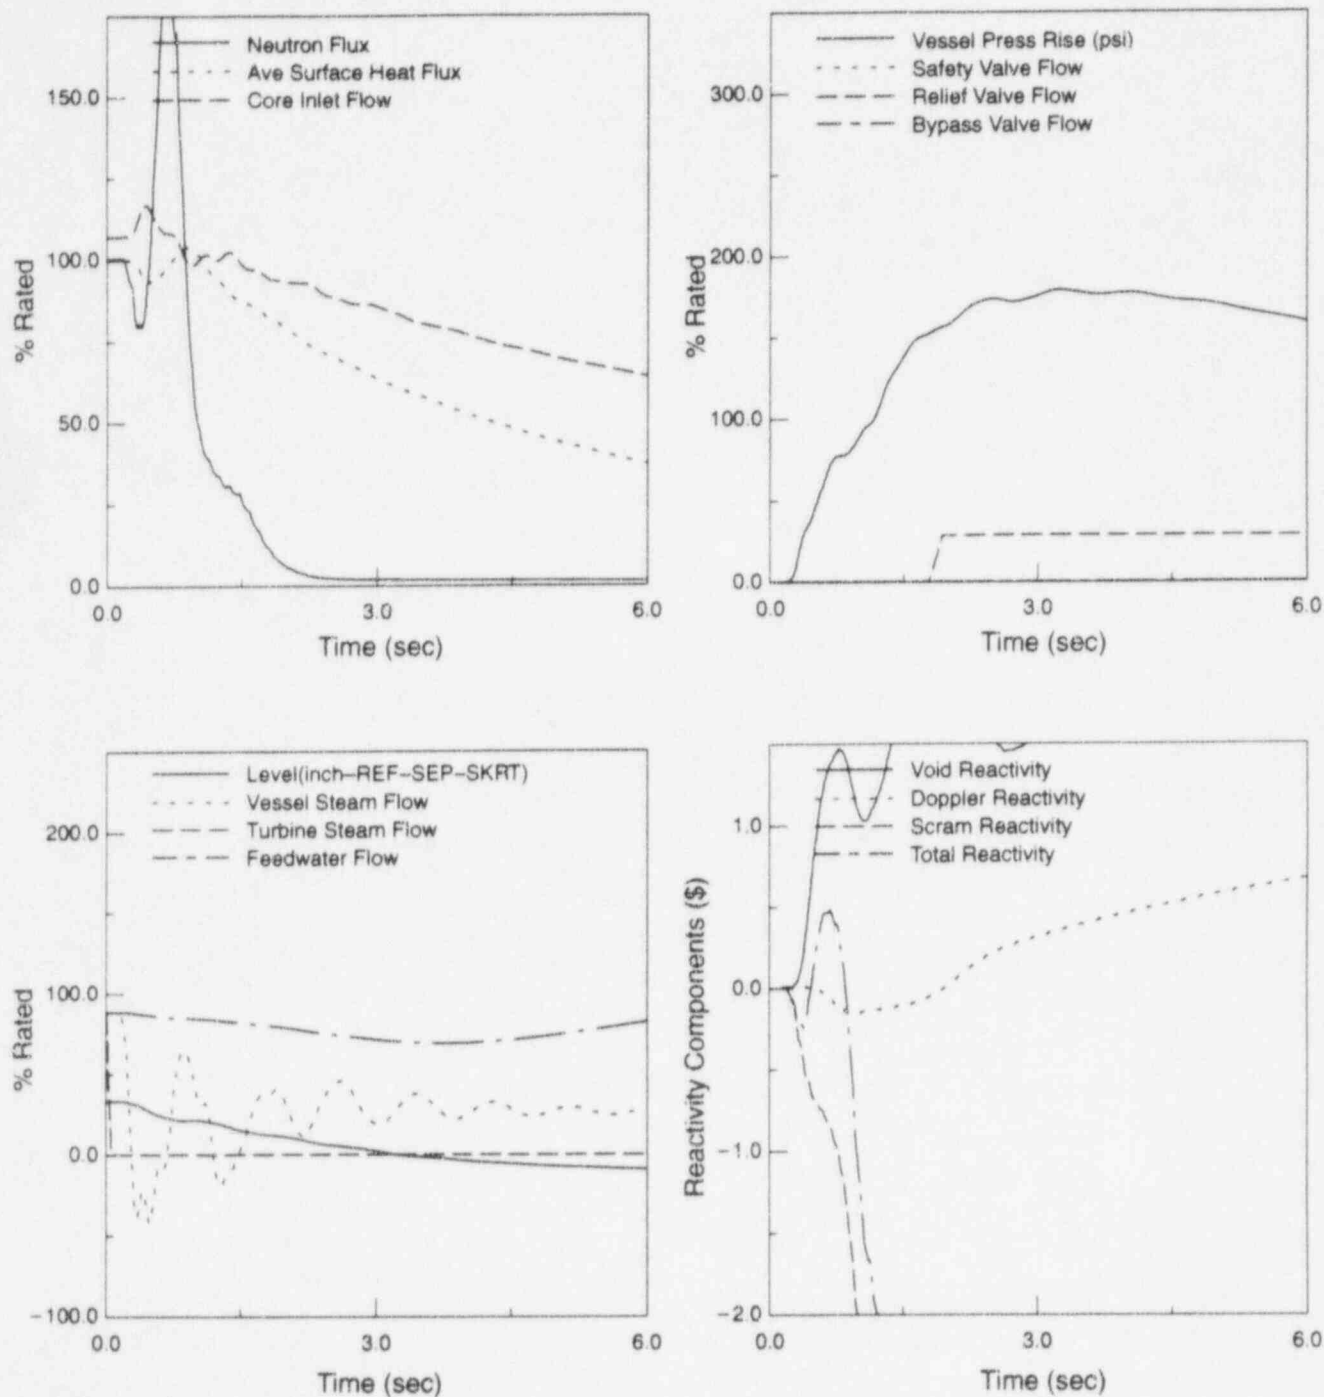 Neutron Flux
Ave Surface Heat Flux
Core Inlet Flow
150.0
100.0
50.0
0.0
% Rated
0.0
3.0
6.0
Time (sec)
Vessel Press Rise (psi)
Safety Valve Flow
Relief Valve Flow
Bypass Valve Flow
300.0
200.0
100.0
0.0
% Rated
0.0
3.0
6.0
Time (sec)
Level(inch-REF-SEP-SKRT)
Vessel Steam Flow
Turbine Steam Flow
Feedwater Flow
200.0
100.0
0.0
-100.0
% Rated
0.0
3.0
6.0
Time (sec)
Void Reactivity
Doppler Reactivity
Scram Reactivity
Total Reactivity
1.0
0.0
-1.0
-2.0
Reactivity Components ($)
0.0
3.0
6.0
Time (sec)